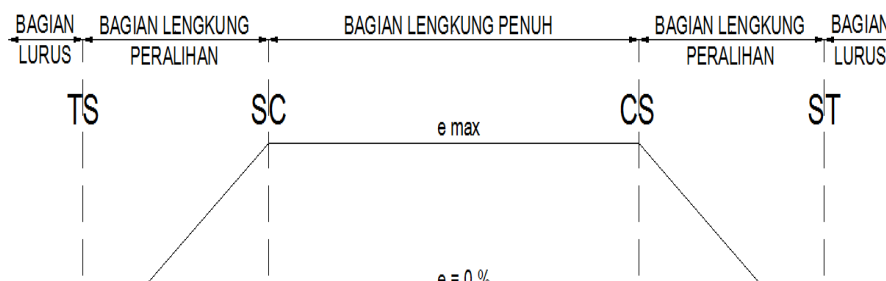 BAGIAN LURUS
BAGIAN LENGKUNG PERALIHAN
BAGIAN LENGKUNG PENUH
BAGIAN LENGKUNG PERALIHAN
BAGIAN LURUS
TS
SC
CS
ST
e max
e = 0 %